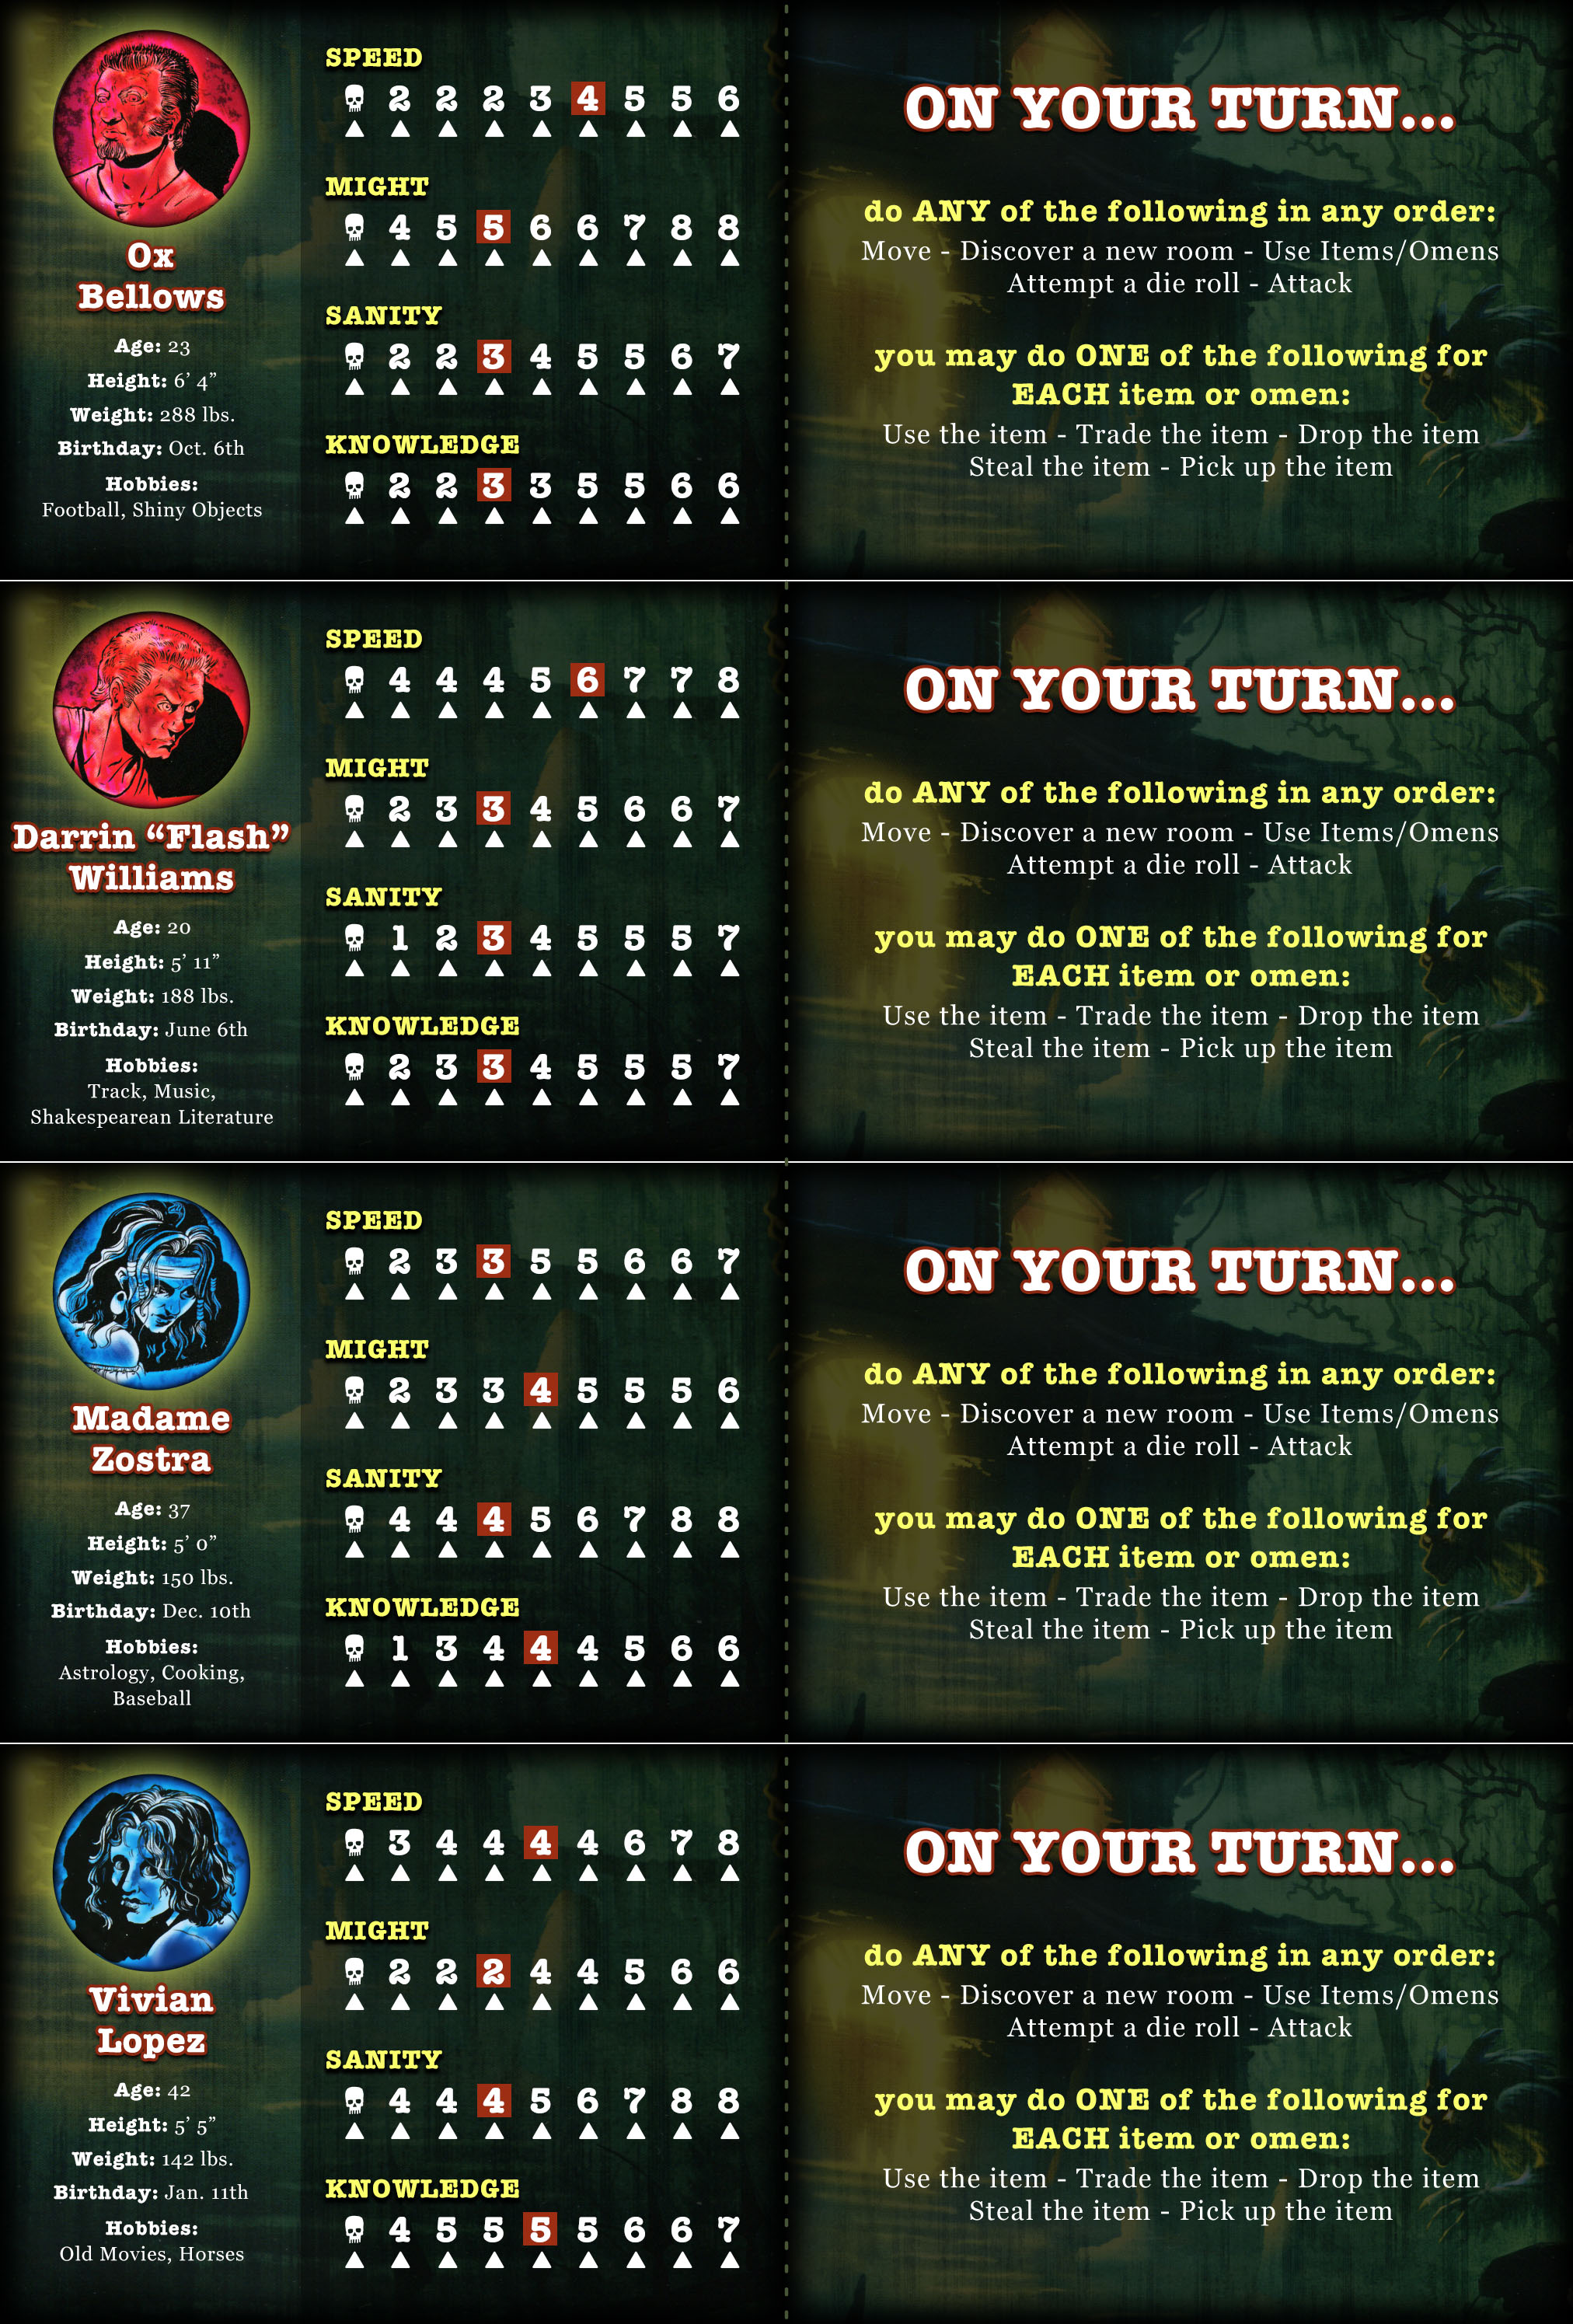 Ox
Bellows
Age: 23
Height: 6’ 4”
Weight: 288 lbs.
Birthday: Oct. 6th
Hobbies:
Football, Shiny Objects
SPEED
2 2 2 3 4 5 5 6
MIGHT
4 5 5 6 6 7 8 8
SANITY
2 2 3 4 5 5 6 7
KNOWLEDGE
2 2 3 3 5 5 6 6
ON YOUR TURN...
do ANY of the following in any order:
Move - Discover a new room - Use Items/Omens
Attempt a die roll - Attack
you may do ONE of the following for
EACH item or omen:
Use the item - Trade the item - Drop the item
Steal the item - Pick up the item
Darrin “Flash”
Williams
Age: 20
Height: 5’ 11”
Weight: 188 lbs.
Birthday: June 6th
Hobbies:
Track, Music,
Shakespearean Literature
SPEED
4 4 4 5 6 7 7 8
MIGHT
2 3 3 4 5 6 6 7
SANITY
1 2 3 4 5 5 5 7
KNOWLEDGE
2 3 3 4 5 5 5 7
ON YOUR TURN...
do ANY of the following in any order:
Move - Discover a new room - Use Items/Omens
Attempt a die roll - Attack
you may do ONE of the following for
EACH item or omen:
Use the item - Trade the item - Drop the item
Steal the item - Pick up the item
Madame
Zostra
Age: 37
Height: 5’ 0”
Weight: 150 lbs.
Birthday: Dec. 10th
Hobbies:
Astrology, Cooking,
Baseball
SPEED
2 3 3 5 5 6 6 7
MIGHT
2 3 3 4 5 5 5 6
SANITY
4 4 4 5 6 7 8 8
KNOWLEDGE
1 3 4 4 4 5 6 6
ON YOUR TURN...
do ANY of the following in any order:
Move - Discover a new room - Use Items/Omens
Attempt a die roll - Attack
you may do ONE of the following for
EACH item or omen:
Use the item - Trade the item - Drop the item
Steal the item - Pick up the item
Vivian
Lopez
Age: 42
Height: 5’ 5”
Weight: 142 lbs.
Birthday: Jan. 11th
Hobbies:
Old Movies, Horses
SPEED
3 4 4 4 4 6 7 8
MIGHT
2 2 2 4 4 5 6 6
SANITY
4 4 4 5 6 7 8 8
KNOWLEDGE
4 5 5 5 5 6 6 7
ON YOUR TURN...
do ANY of the following in any order:
Move - Discover a new room - Use Items/Omens
Attempt a die roll - Attack
you may do ONE of the following for
EACH item or omen:
Use the item - Trade the item - Drop the item
Steal the item - Pick up the item